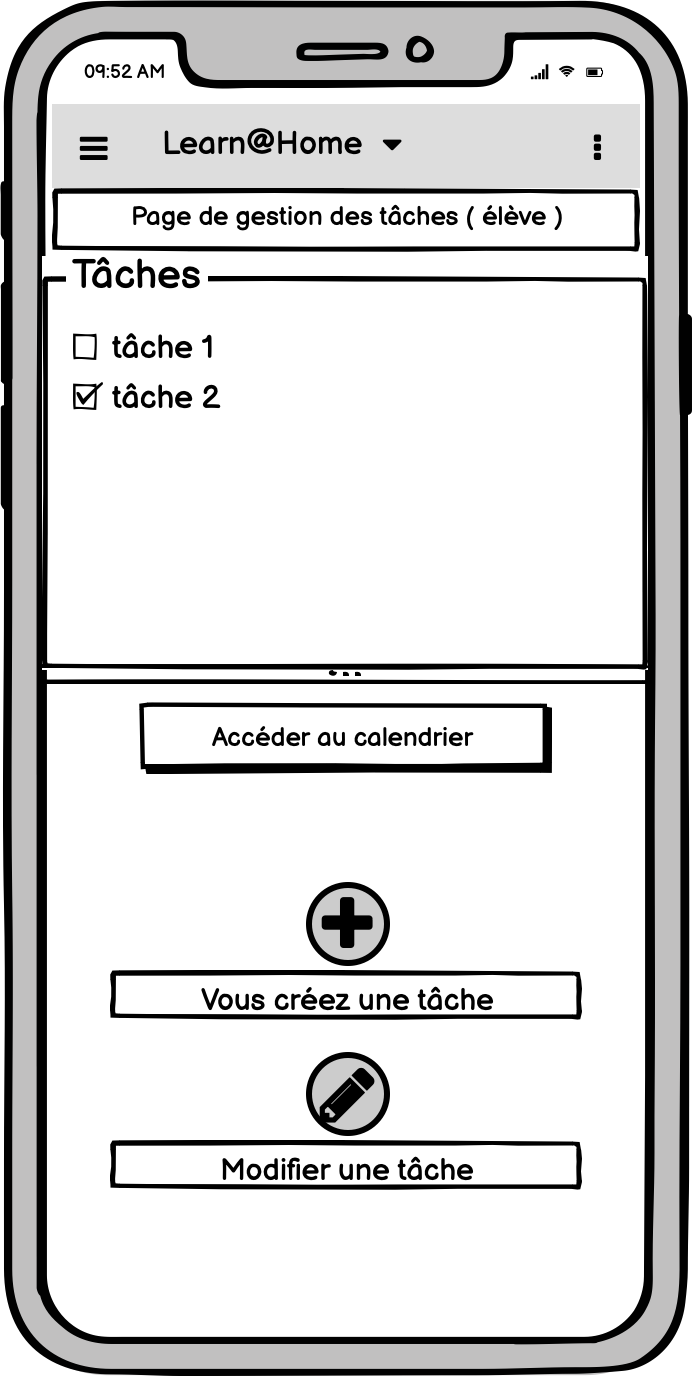 09:52 AM
Learn@Home
Page de gestion des tâches ( élève )
Tâches
tâche 1
tâche 2
Accéder au calendrier
Vous créez une tâche
Modifier une tâche